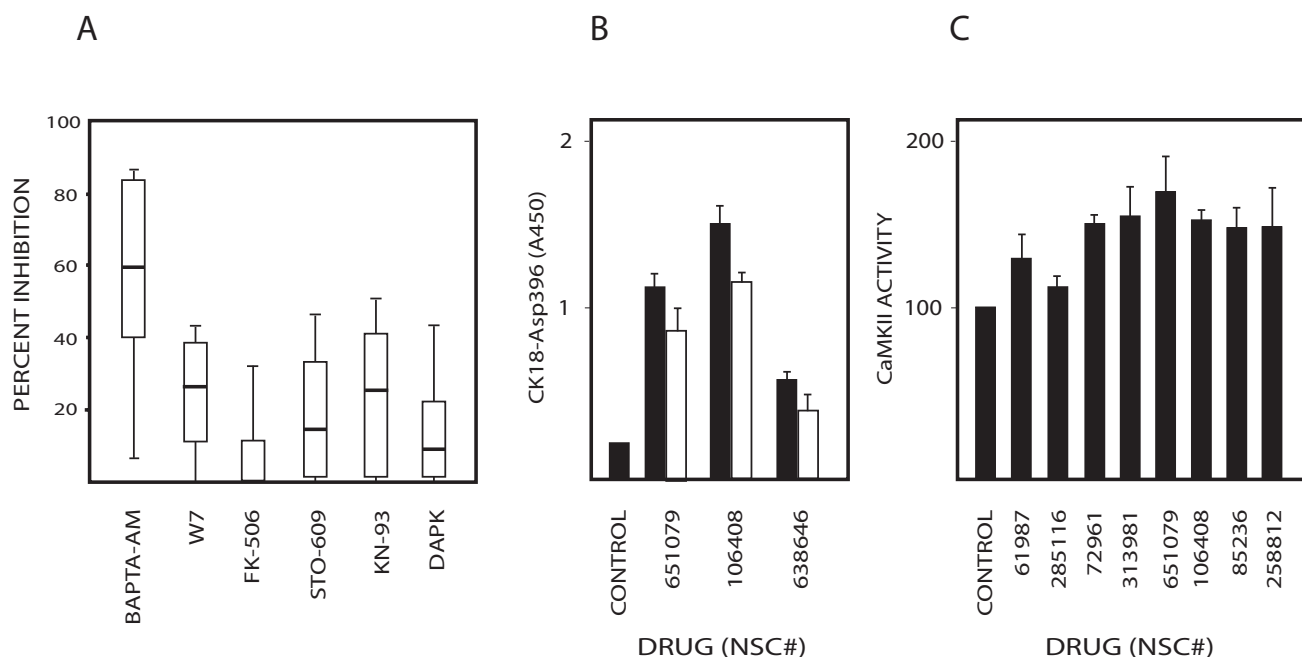 A
B
C
PERCENT INHIBITION
100
80
60
40
20
BAPTA-AM
W7
FK-506
STO-609
KN-93
DAPK
CK18-Asp396 (A450)
2
1
CONTROL
651079
106408
638646
DRUG (NSC#)
CaMKII ACTIVITY
200
100
CONTROL
61987
285116
72961
313981
651079
106408
85236
258812
DRUG (NSC#)